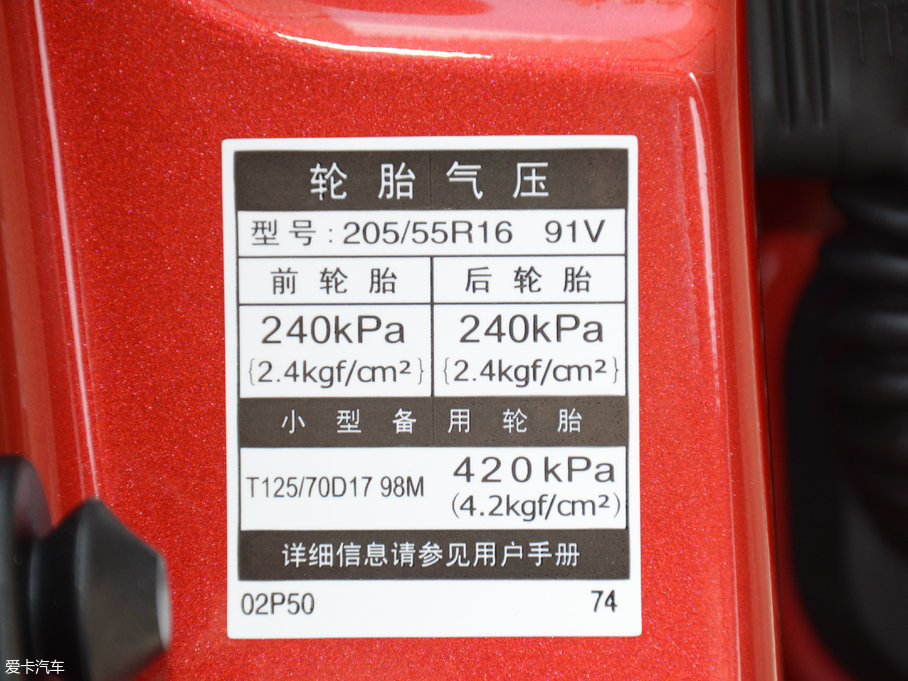 轮胎气压
型号:205/55R16 91V
前轮胎 后轮胎
240kPa 240kPa
{2.4kgf/cm²} {2.4kgf/cm²}
小型备用轮胎
T125/70D17 98M 420kPa
(4.2kgf/cm²)
详细信息请参见用户手册
02P50 74
爱卡汽车